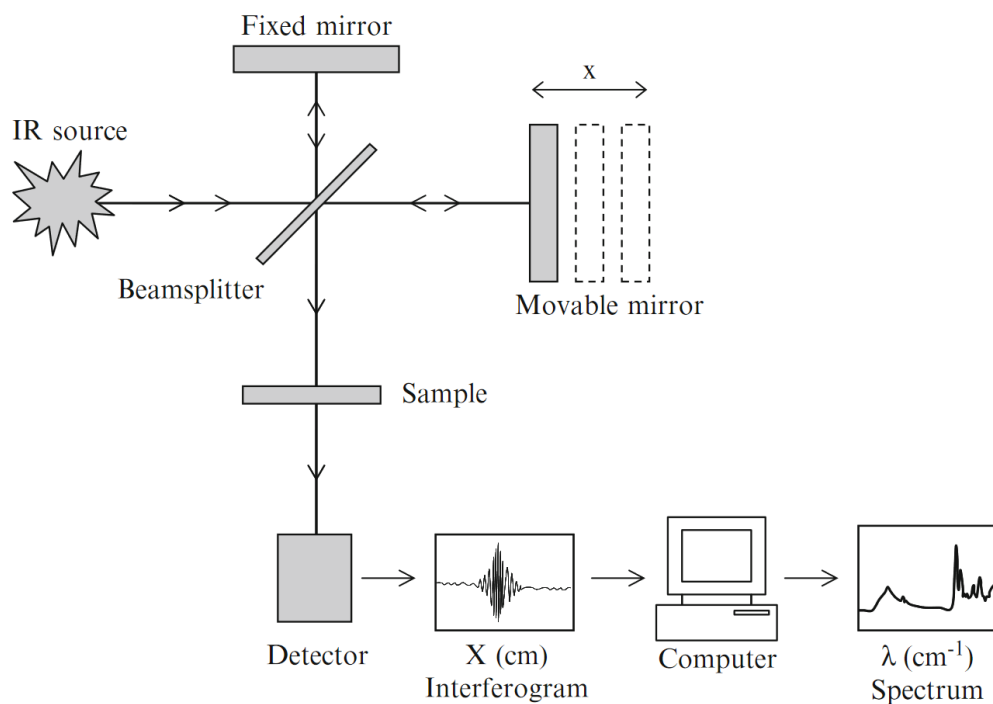 Fixed mirror
x
IR source
Beamsplitter
Movable mirror
Sample
Detector
X (cm)
Interferogram
Computer
λ (cm⁻¹)
Spectrum